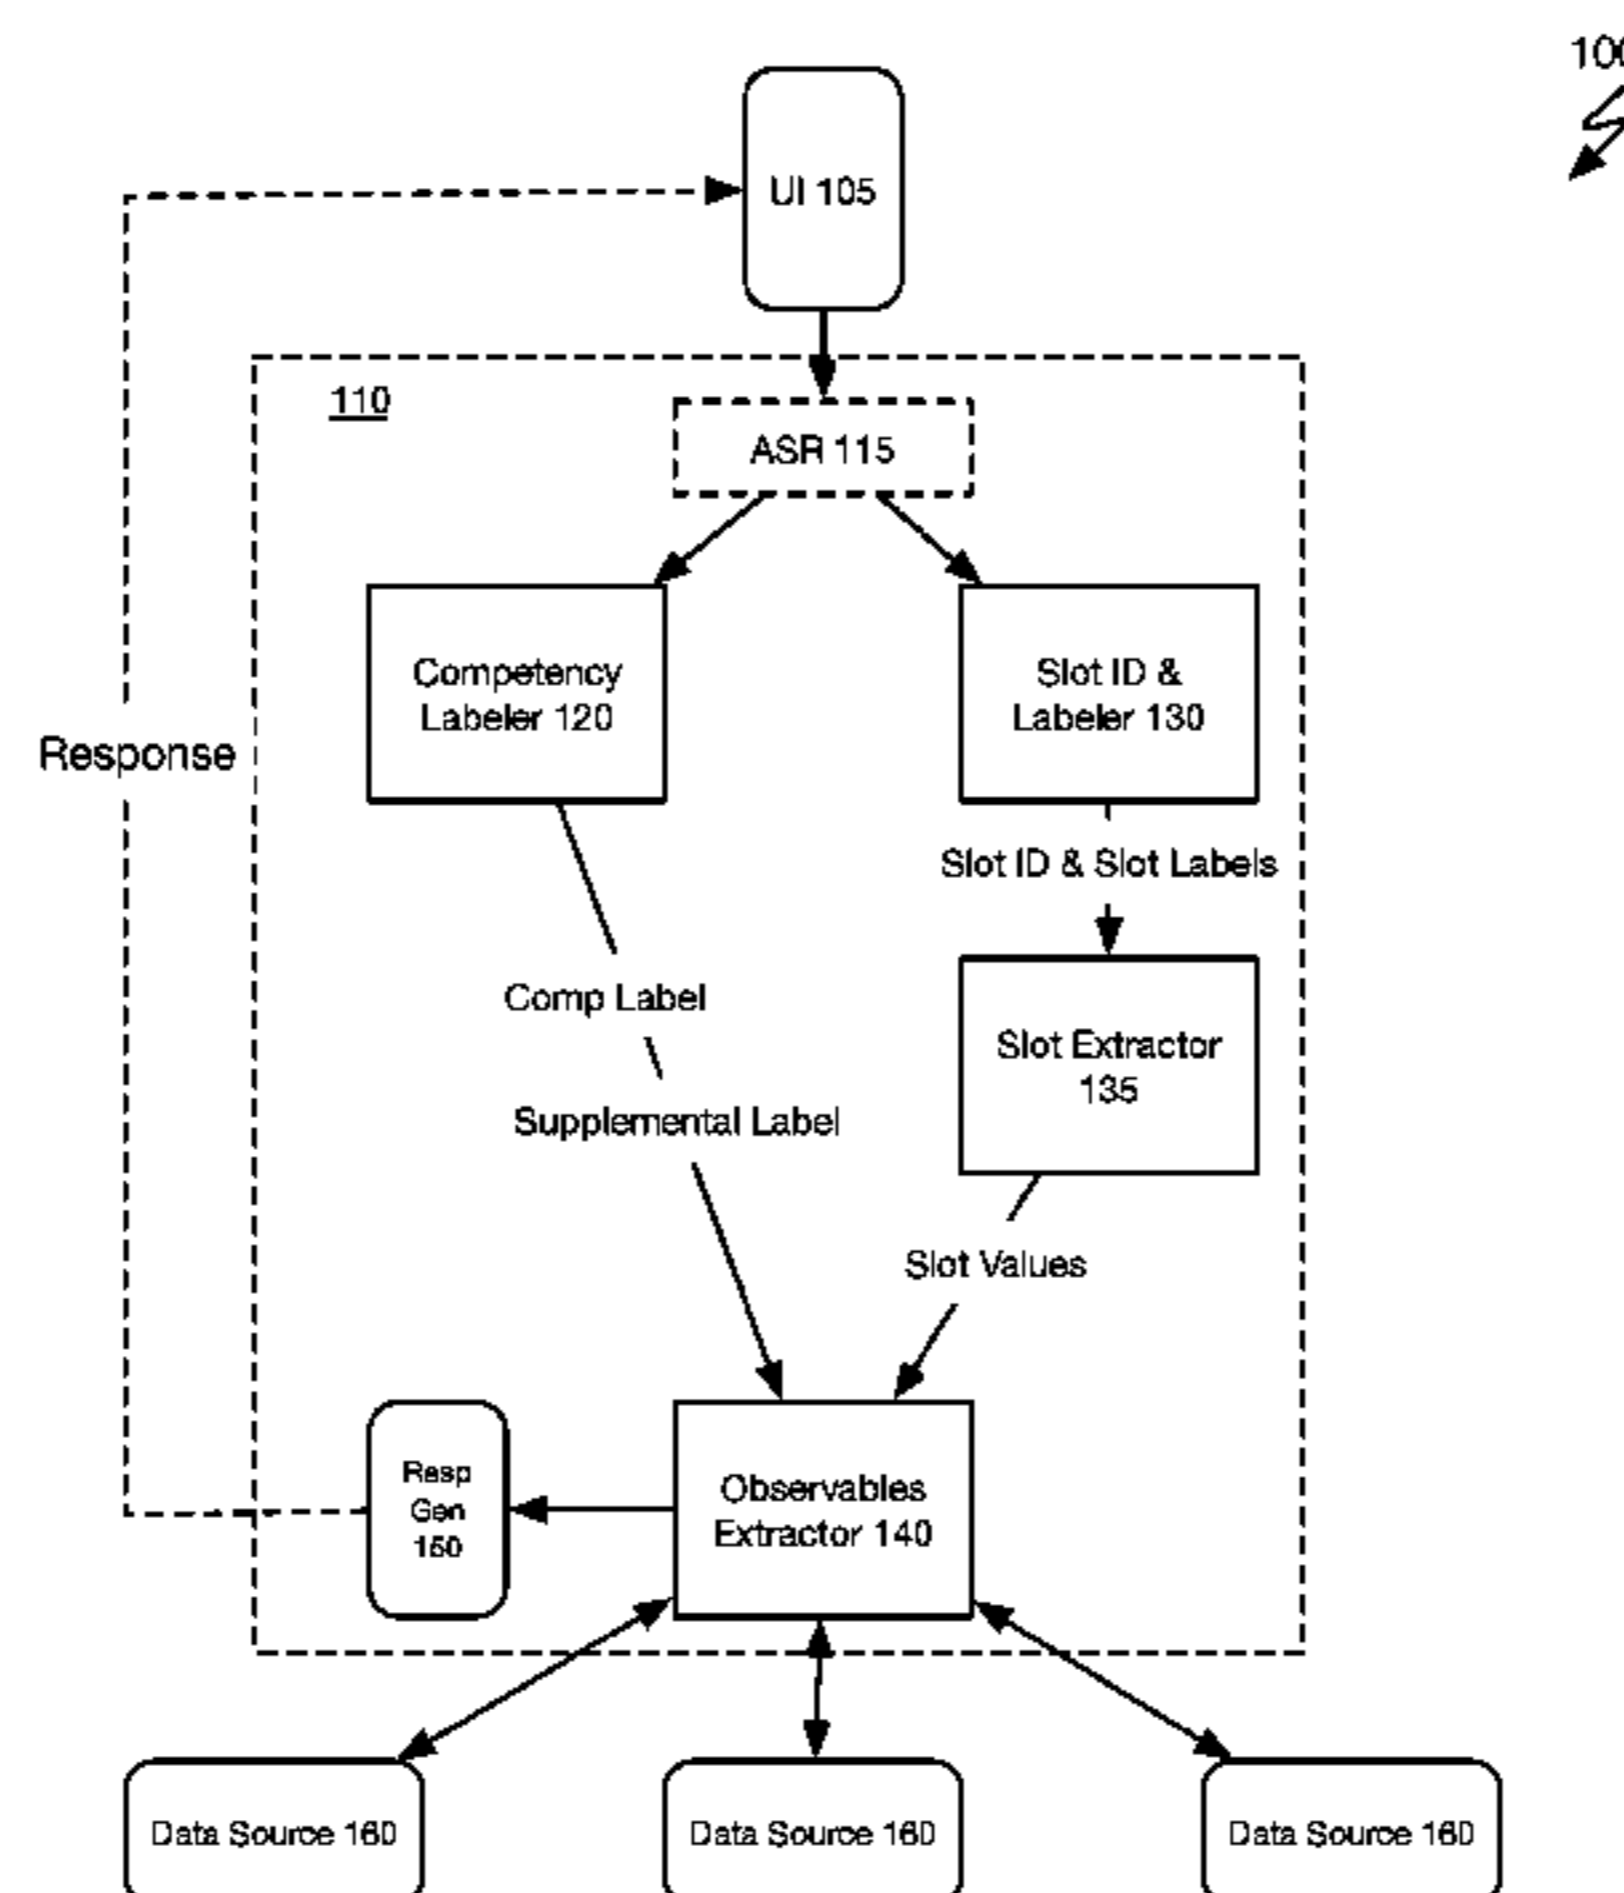 100
UI 105
110
ASR 115
Competency
Labeler 120
Slot ID &
Labeler 130
Response
Slot ID & Slot Labels
Comp Label
Slot Extractor
135
Supplemental Label
Slot Values
Resp
Gen
150
Observables
Extractor 140
Data Source 160
Data Source 160
Data Source 160